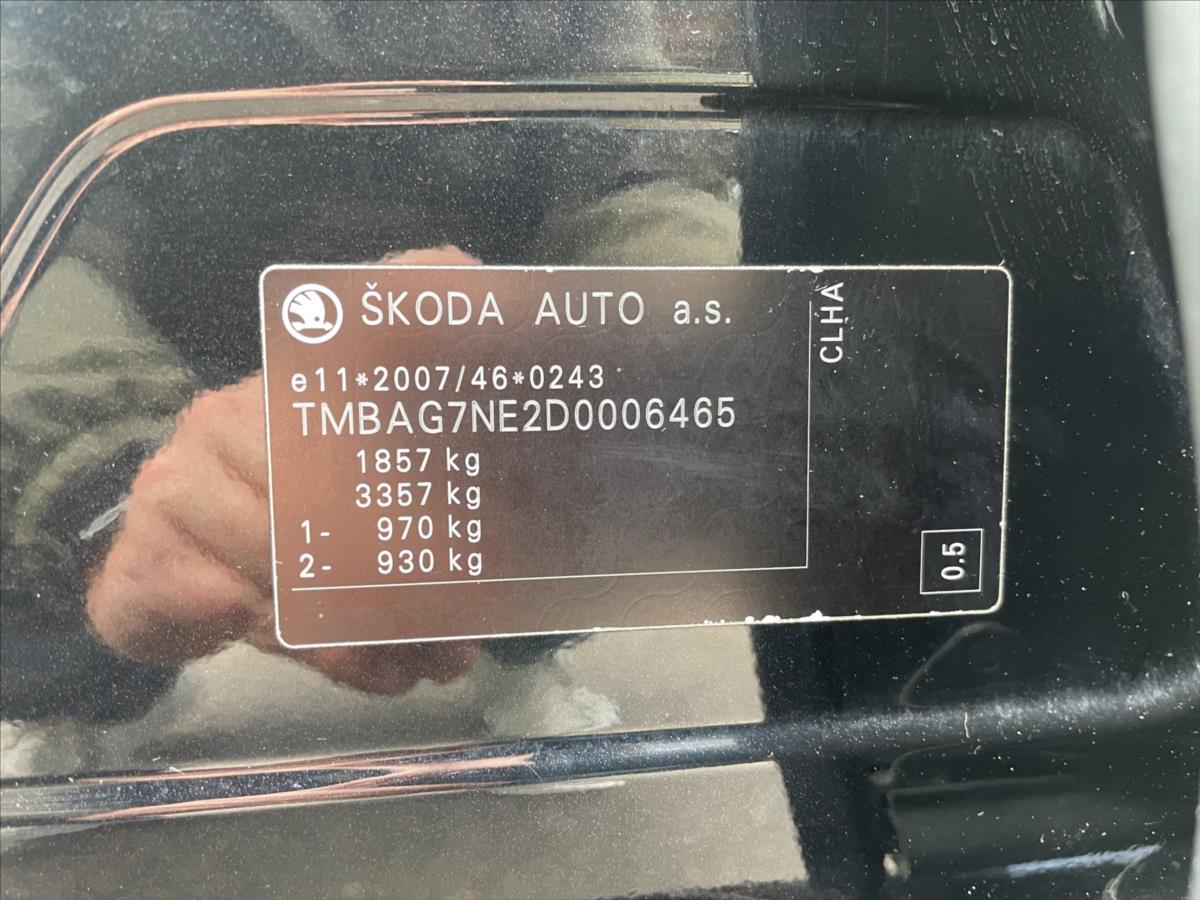 ŠKODA AUTO a.s.
e11*2007/46*0243
TMBAG7NE2D0006465
1857 kg
3357 kg
1- 970 kg
2- 930 kg
CLHA
0.5